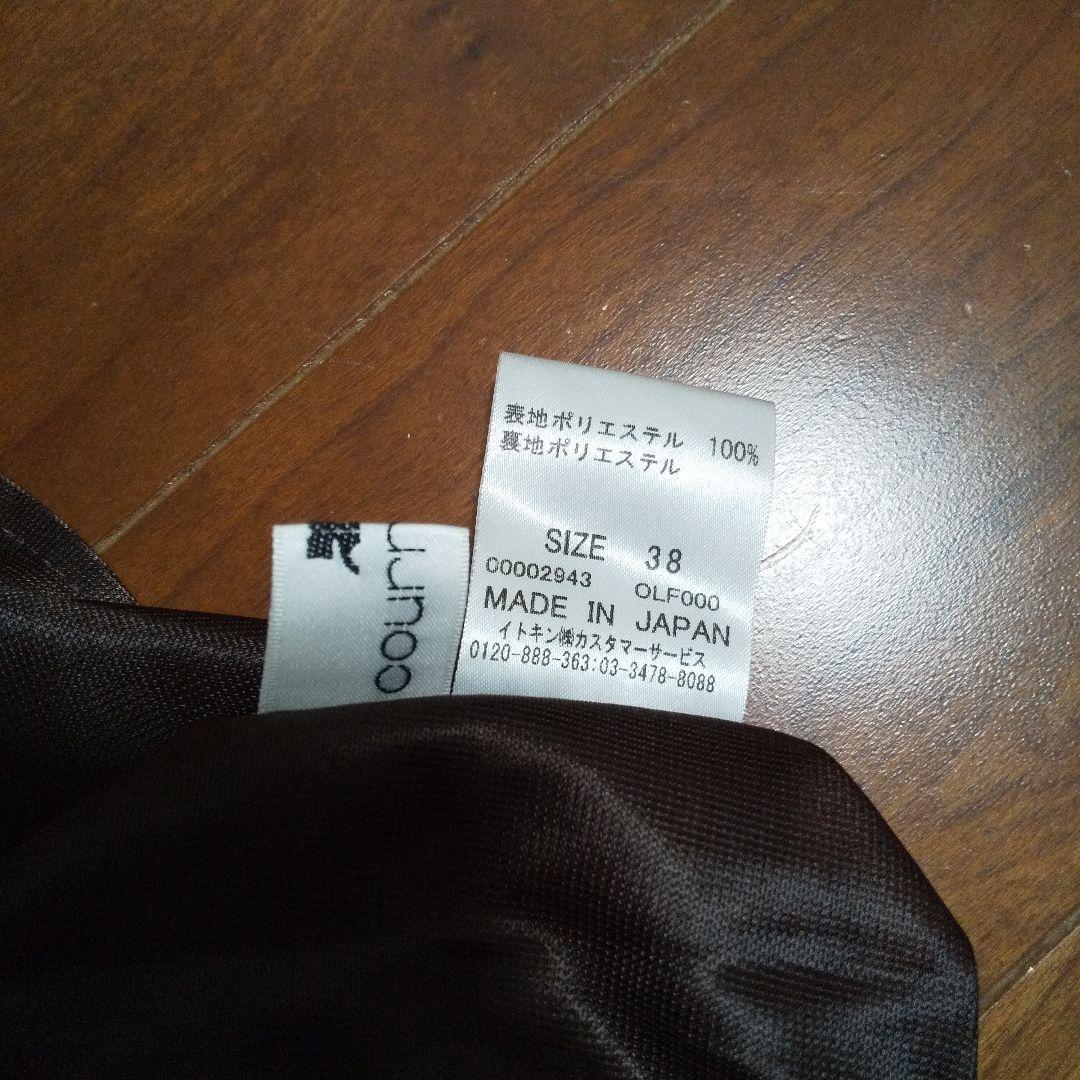 表地ポリエステル 100%
裏地ポリエステル
SIZE 38
C0002943 OLF000
MADE IN JAPAN
イトキン㈱カスタマーサービス
0120-888-363:03-3478-8088
courr